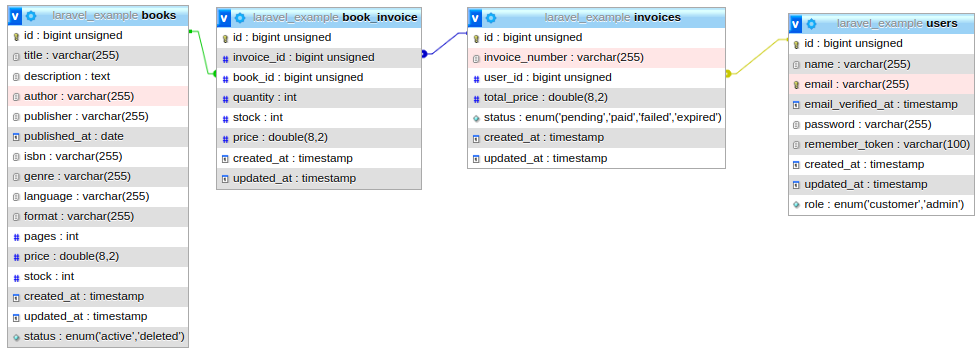 v laravel_example books
id : bigint unsigned
title : varchar(255)
description : text
author : varchar(255)
publisher : varchar(255)
published_at : date
isbn : varchar(255)
genre : varchar(255)
language : varchar(255)
format : varchar(255)
# pages : int
# price : double(8,2)
# stock : int
created_at : timestamp
updated_at : timestamp
status : enum('active','deleted')
v laravel_example book_invoice
id : bigint unsigned
# invoice_id : bigint unsigned
# book_id : bigint unsigned
# quantity : int
# stock : int
# price : double(8,2)
created_at : timestamp
updated_at : timestamp
v laravel_example invoices
id : bigint unsigned
invoice_number : varchar(255)
# user_id : bigint unsigned
# total_price : double(8,2)
status : enum('pending','paid','failed','expired')
created_at : timestamp
updated_at : timestamp
v laravel_example users
id : bigint unsigned
name : varchar(255)
email : varchar(255)
email_verified_at : timestamp
password : varchar(255)
remember_token : varchar(100)
created_at : timestamp
updated_at : timestamp
role : enum('customer','admin')